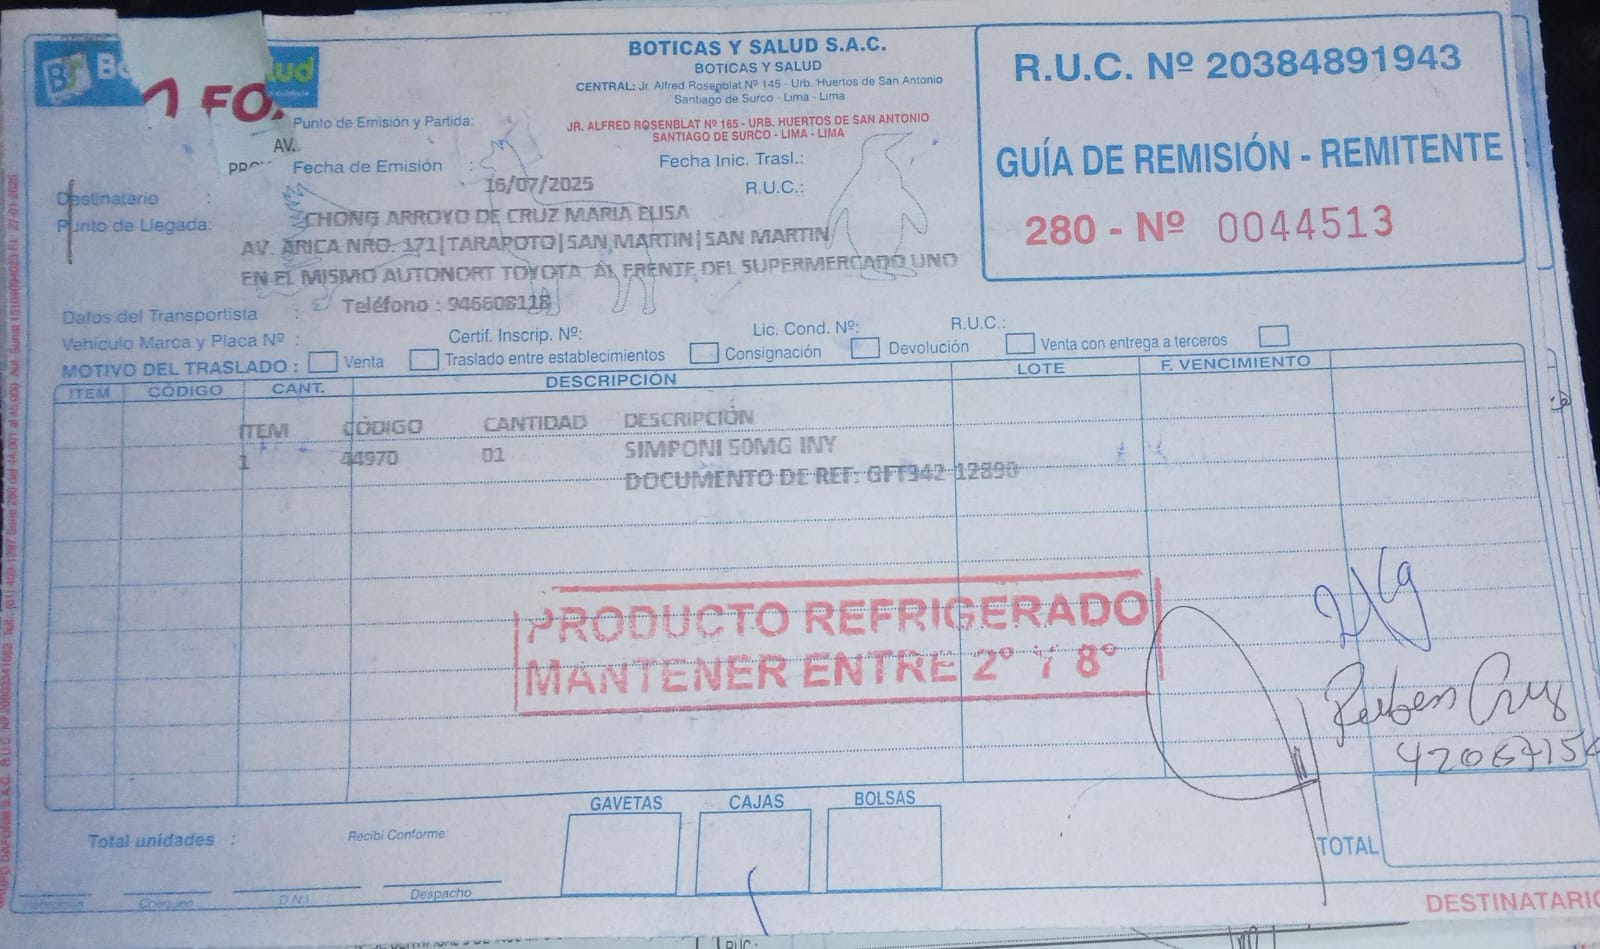 BOTICAS Y SALUD S.A.C.
BOTICAS Y SALUD
CENTRAL: Jr. Alfred Rosenblat Nº 145 - Urb. Huertos de San Antonio
Santiago de Surco - Lima - Lima
R.U.C. Nº 20384891943
GUÍA DE REMISIÓN - REMITENTE
280 - Nº 0044513
FO
AV.
Punto de Emisión y Partida:
JR. ALFRED ROSENBLAT Nº 165 - URB. HUERTOS DE SAN ANTONIO
SANTIAGO DE SURCO - LIMA - LIMA
Fecha de Emisión :
16/07/2025
Fecha Inic. Trasl.:
R.U.C.:
Destinatario :
CHONG ARROYO DE CRUZ MARIA ELISA
Punto de Llegada:
AV. ARICA NRO. 171|TARAPOTO|SAN MARTIN|SAN MARTIN
EN EL MISMO AUTONORT TOYOTA AL FRENTE DEL SUPERMERCADO UNO
Teléfono : 946608118
Datos del Transportista :
Vehículo Marca y Placa Nº :
Certif. Inscrip. Nº:
Lic. Cond. Nº:
R.U.C.:
MOTIVO DEL TRASLADO : Venta Traslado entre establecimientos Consignación Devolución Venta con entrega a terceros
ITEM CÓDIGO CANT. DESCRIPCIÓN LOTE F. VENCIMIENTO
ITEM CÓDIGO CANTIDAD DESCRIPCIÓN
1 44970 01 SIMPONI 50MG INY
DOCUMENTO DE REF: GFT942-12890
PRODUCTO REFRIGERADO
MANTENER ENTRE 2º Y 8º
Ruben Cruz
GAVETAS CAJAS BOLSAS
Total unidades :
Recibí Conforme
TOTAL
Chequeo
D.N.I.
Despacho
DESTINATARIO